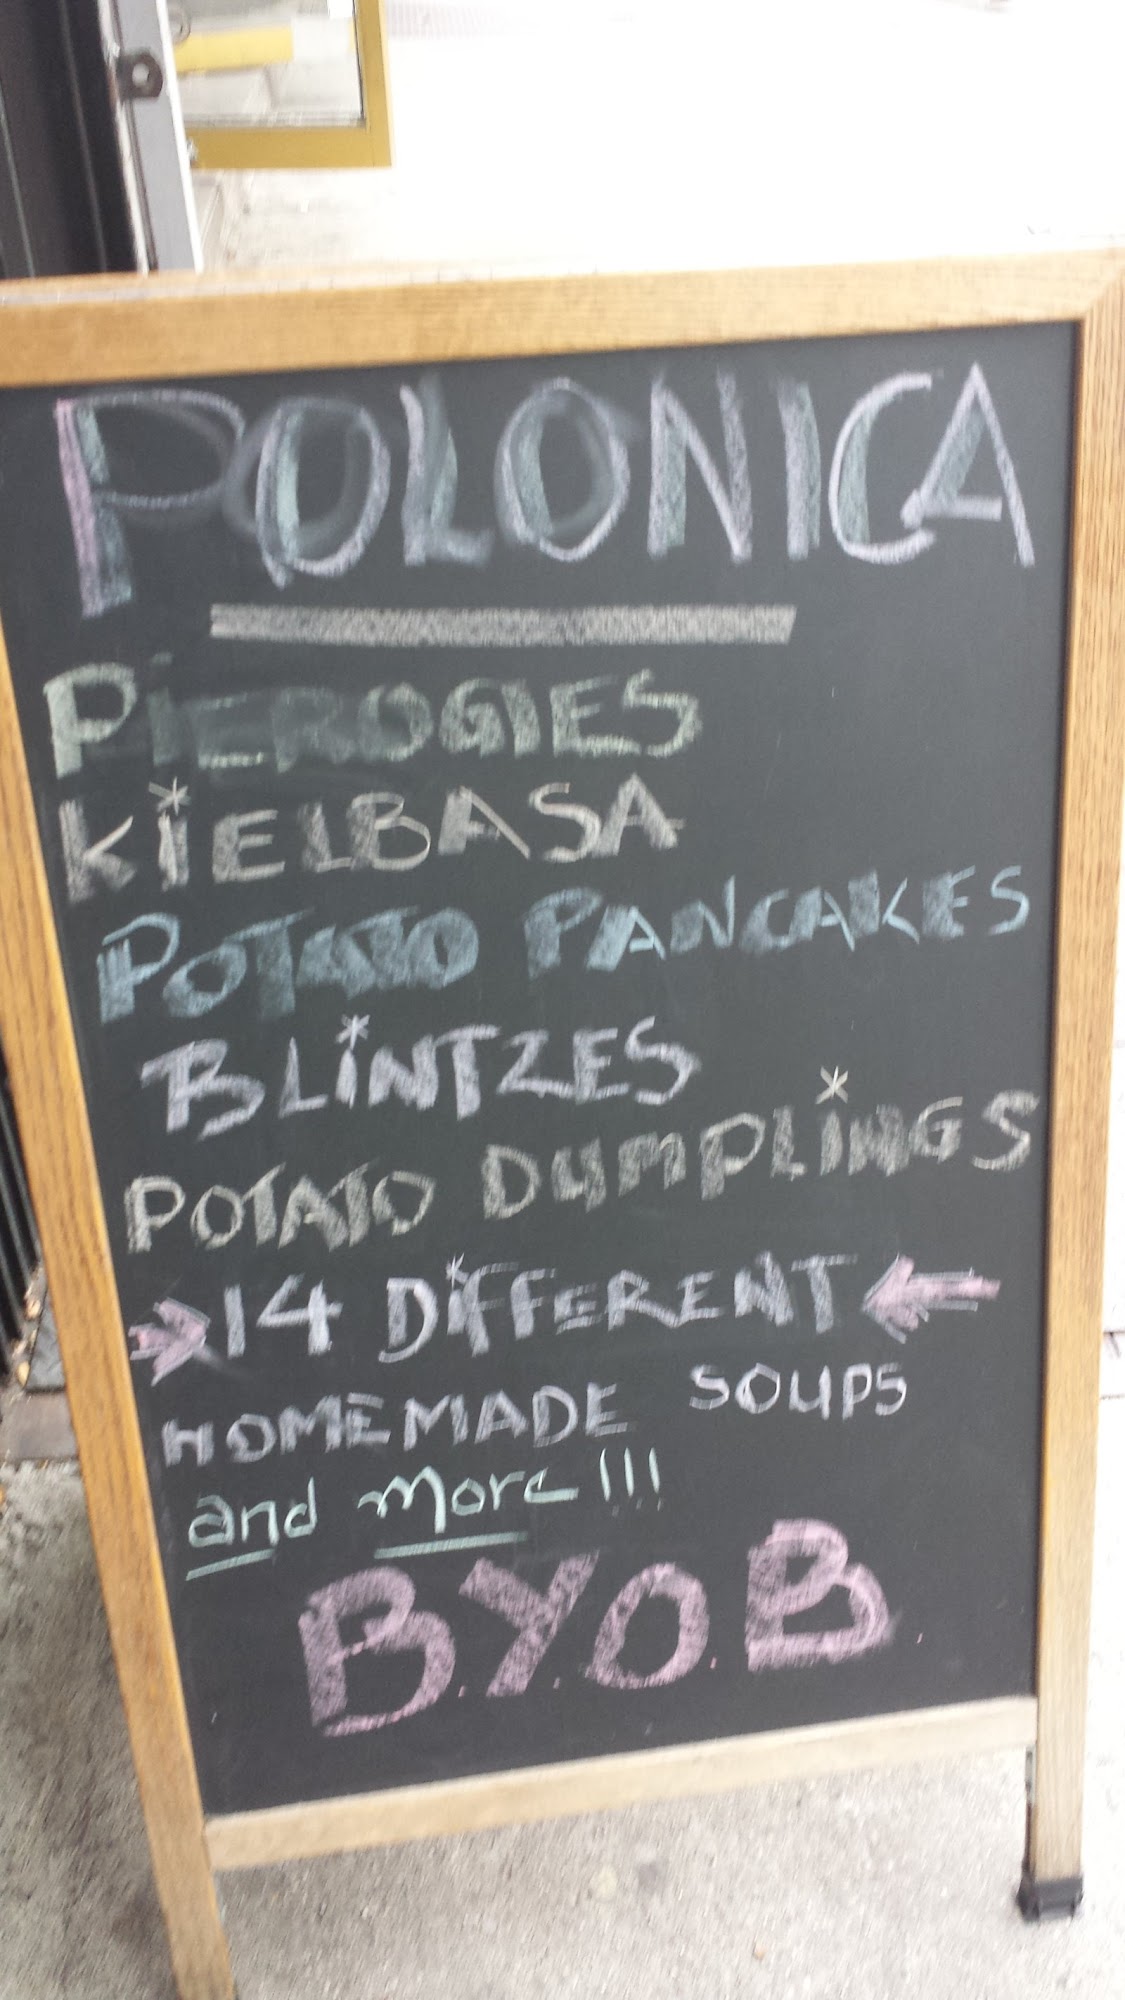 POLONICA
PiEROGIES
KiELBASA
POTATO PANCAKES
BLiNTZES
POTATO DUMPLiNGS
→ 14 DiFFERENT ←
HOMEMADE SOUPS
and More!!!
B.Y.O.B.